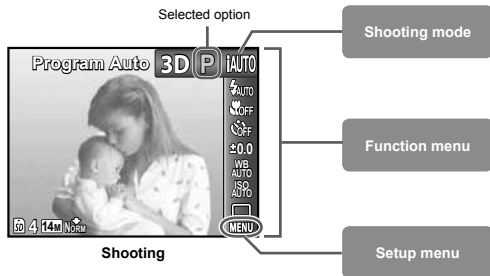 Selected option
Shooting mode
Program Auto 3D P iAUTO
AUTO
OFF
OFF
±0.0
Function menu
WB
AUTO
ISO
AUTO
SD 4 14M NORM
MENU
Shooting
Setup menu